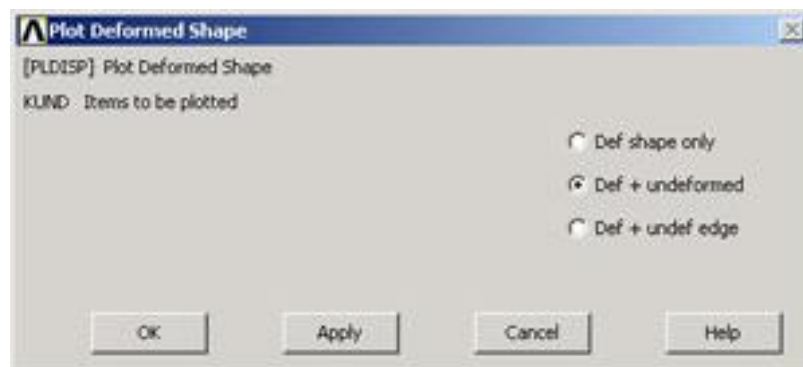 Plot Deformed Shape
[PLDISP] Plot Deformed Shape
KUND Items to be plotted
Def shape only
Def + undeformed
Def + undef edge
OK Apply Cancel Help